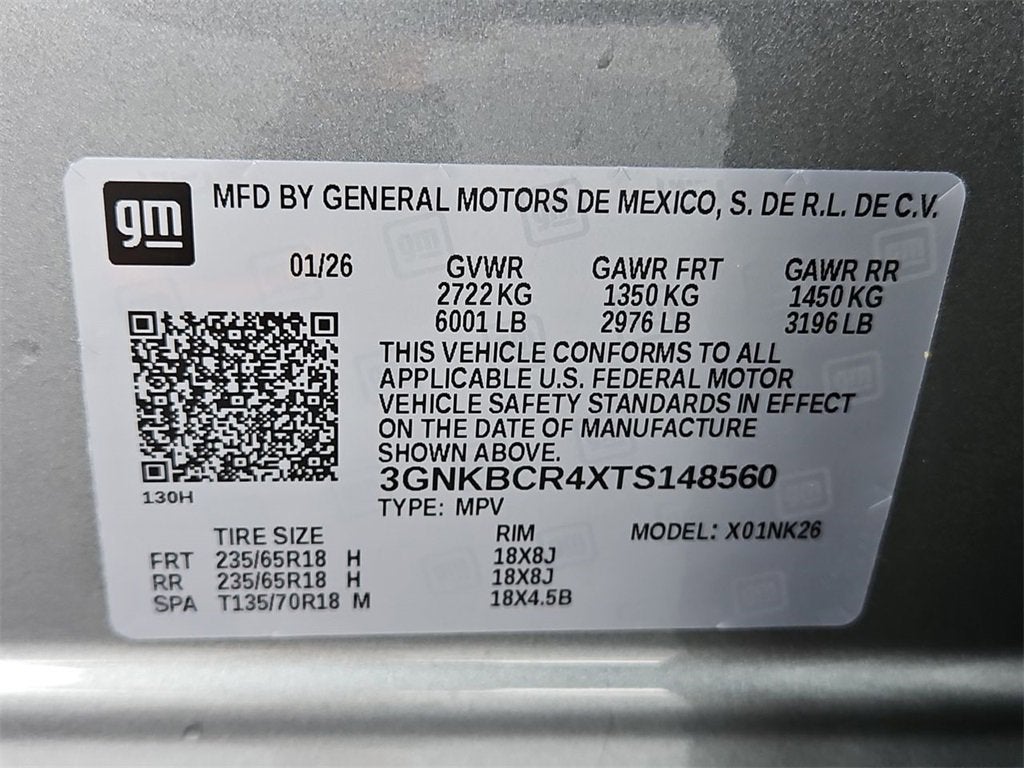 gm
MFD BY GENERAL MOTORS DE MEXICO, S. DE R.L. DE C.V.
01/26 GVWR GAWR FRT GAWR RR
2722 KG 1350 KG 1450 KG
6001 LB 2976 LB 3196 LB
THIS VEHICLE CONFORMS TO ALL
APPLICABLE U.S. FEDERAL MOTOR
VEHICLE SAFETY STANDARDS IN EFFECT
ON THE DATE OF MANUFACTURE
SHOWN ABOVE.
3GNKBCR4XTS148560
130H
TYPE: MPV
TIRE SIZE RIM MODEL: X01NK26
FRT 235/65R18 H 18X8J
RR 235/65R18 H 18X8J
SPA T135/70R18 M 18X4.5B